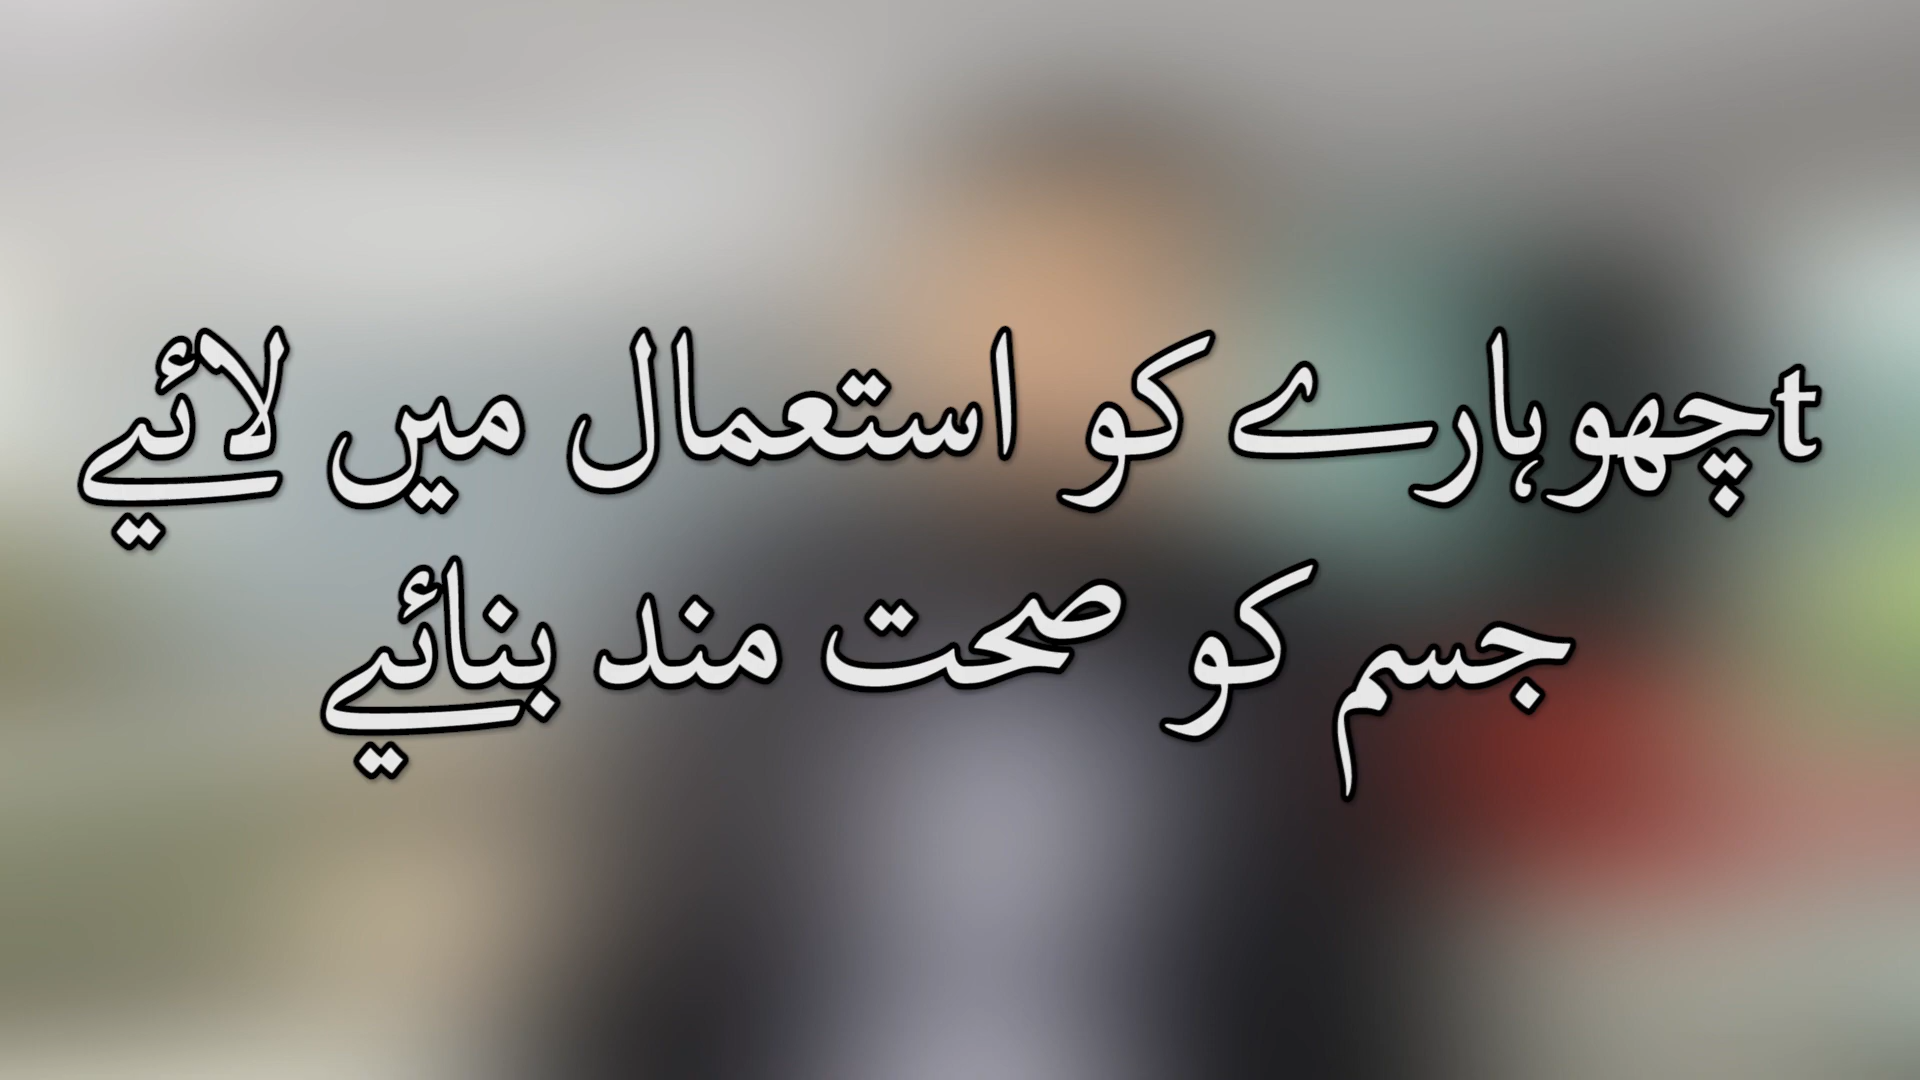 tچھوہارے کو استعمال میں لائیے
جسم کو صحت مند بنائیے